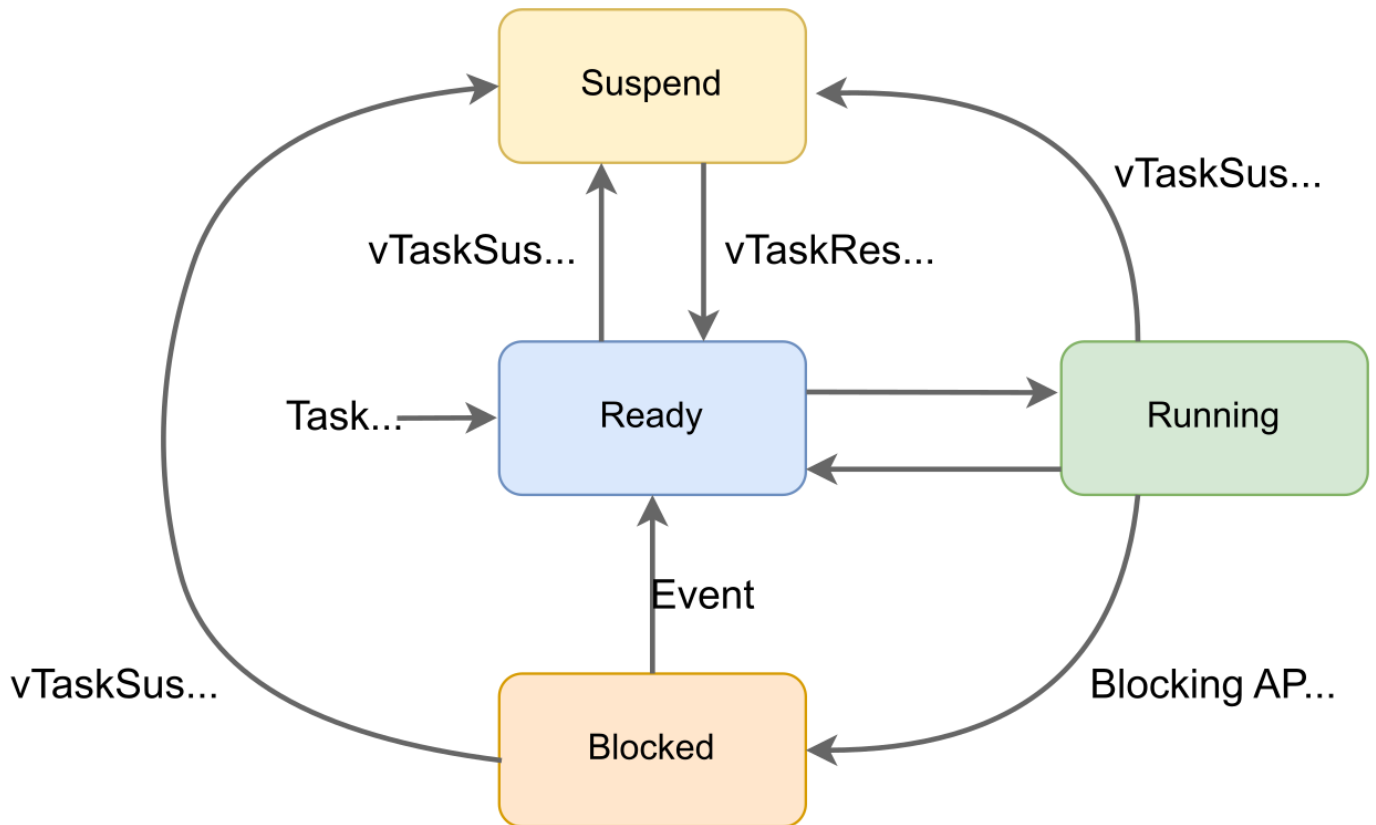 Suspend
vTaskSus...
vTaskSus...
vTaskRes...
Task...
Ready
Running
Event
vTaskSus...
Blocking AP...
Blocked